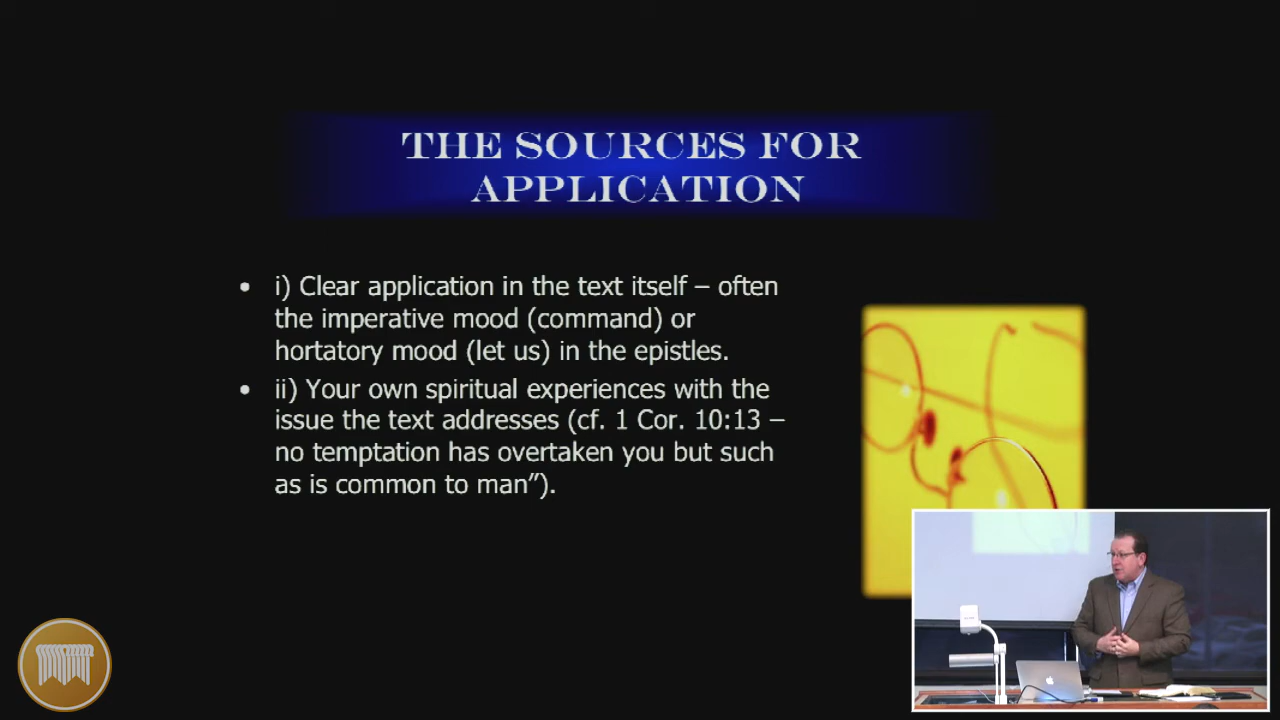 THE SOURCES FOR
APPLICATION
• i) Clear application in the text itself – often
the imperative mood (command) or
hortatory mood (let us) in the epistles.
• ii) Your own spiritual experiences with the
issue the text addresses (cf. 1 Cor. 10:13 –
no temptation has overtaken you but such
as is common to man”).